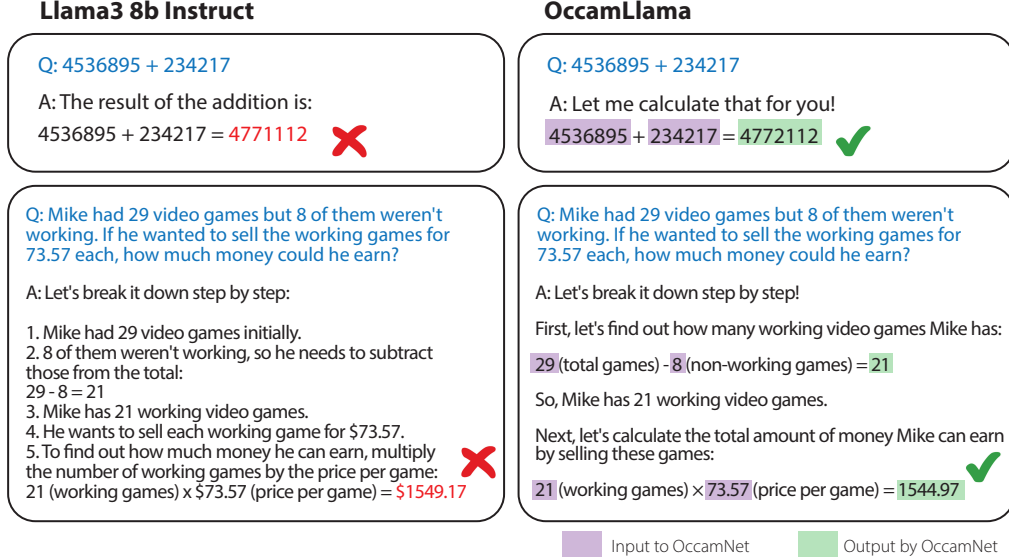 Llama3 8b Instruct
Q: 4536895 + 234217
A: The result of the addition is:
4536895 + 234217 = 4771112
Q: Mike had 29 video games but 8 of them weren't
working. If he wanted to sell the working games for
73.57 each, how much money could he earn?
A: Let's break it down step by step:
1. Mike had 29 video games initially.
2. 8 of them weren't working, so he needs to subtract
those from the total:
29 - 8 = 21
3. Mike has 21 working video games.
4. He wants to sell each working game for $73.57.
5. To find out how much money he can earn, multiply
the number of working games by the price per game:
21 (working games) x $73.57 (price per game) = $1549.17
OccamLlama
Q: 4536895 + 234217
A: Let me calculate that for you!
4536895 + 234217 = 4772112
Q: Mike had 29 video games but 8 of them weren't
working. If he wanted to sell the working games for
73.57 each, how much money could he earn?
A: Let's break it down step by step!
First, let's find out how many working video games Mike has:
29 (total games) - 8 (non-working games) = 21
So, Mike has 21 working video games.
Next, let's calculate the total amount of money Mike can earn
by selling these games:
21 (working games) × 73.57 (price per game) = 1544.97
Input to OccamNet
Output by OccamNet